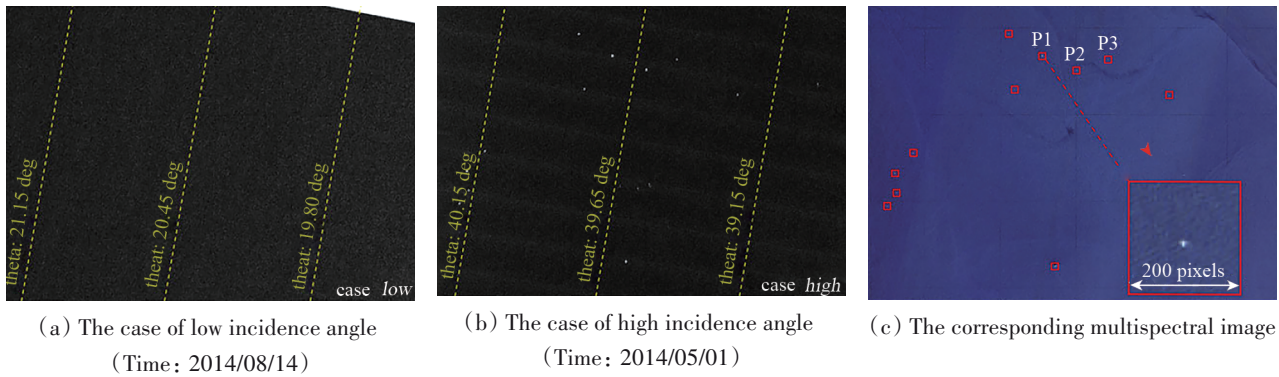 theta: 21.15 deg
theat: 20.45 deg
theat: 19.80 deg
case low
(a) The case of low incidence angle
(Time: 2014/08/14)
theta: 40.15 deg
theat: 39.65 deg
theat: 39.15 deg
case high
(b) The case of high incidence angle
(Time: 2014/05/01)
P1
P2
P3
200 pixels
(c) The corresponding multispectral image